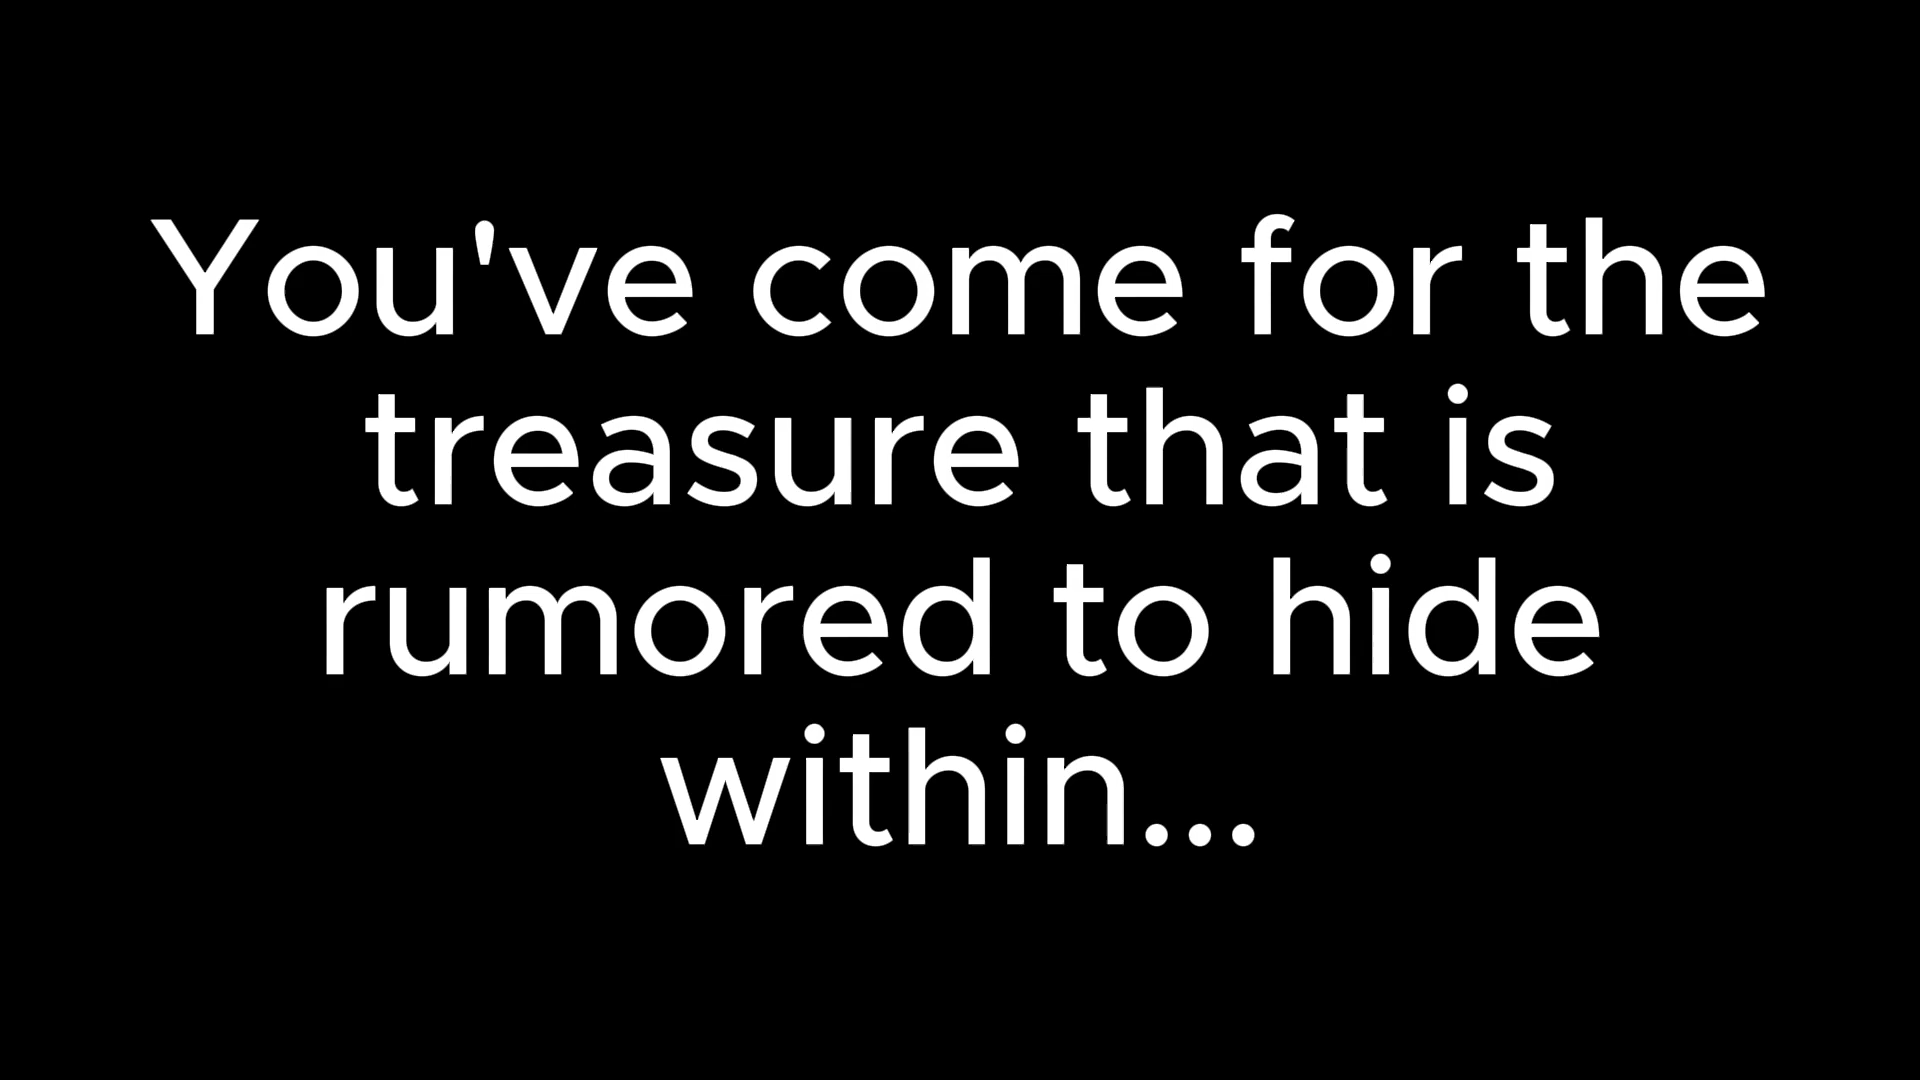 You've come for the
treasure that is
rumored to hide
within...